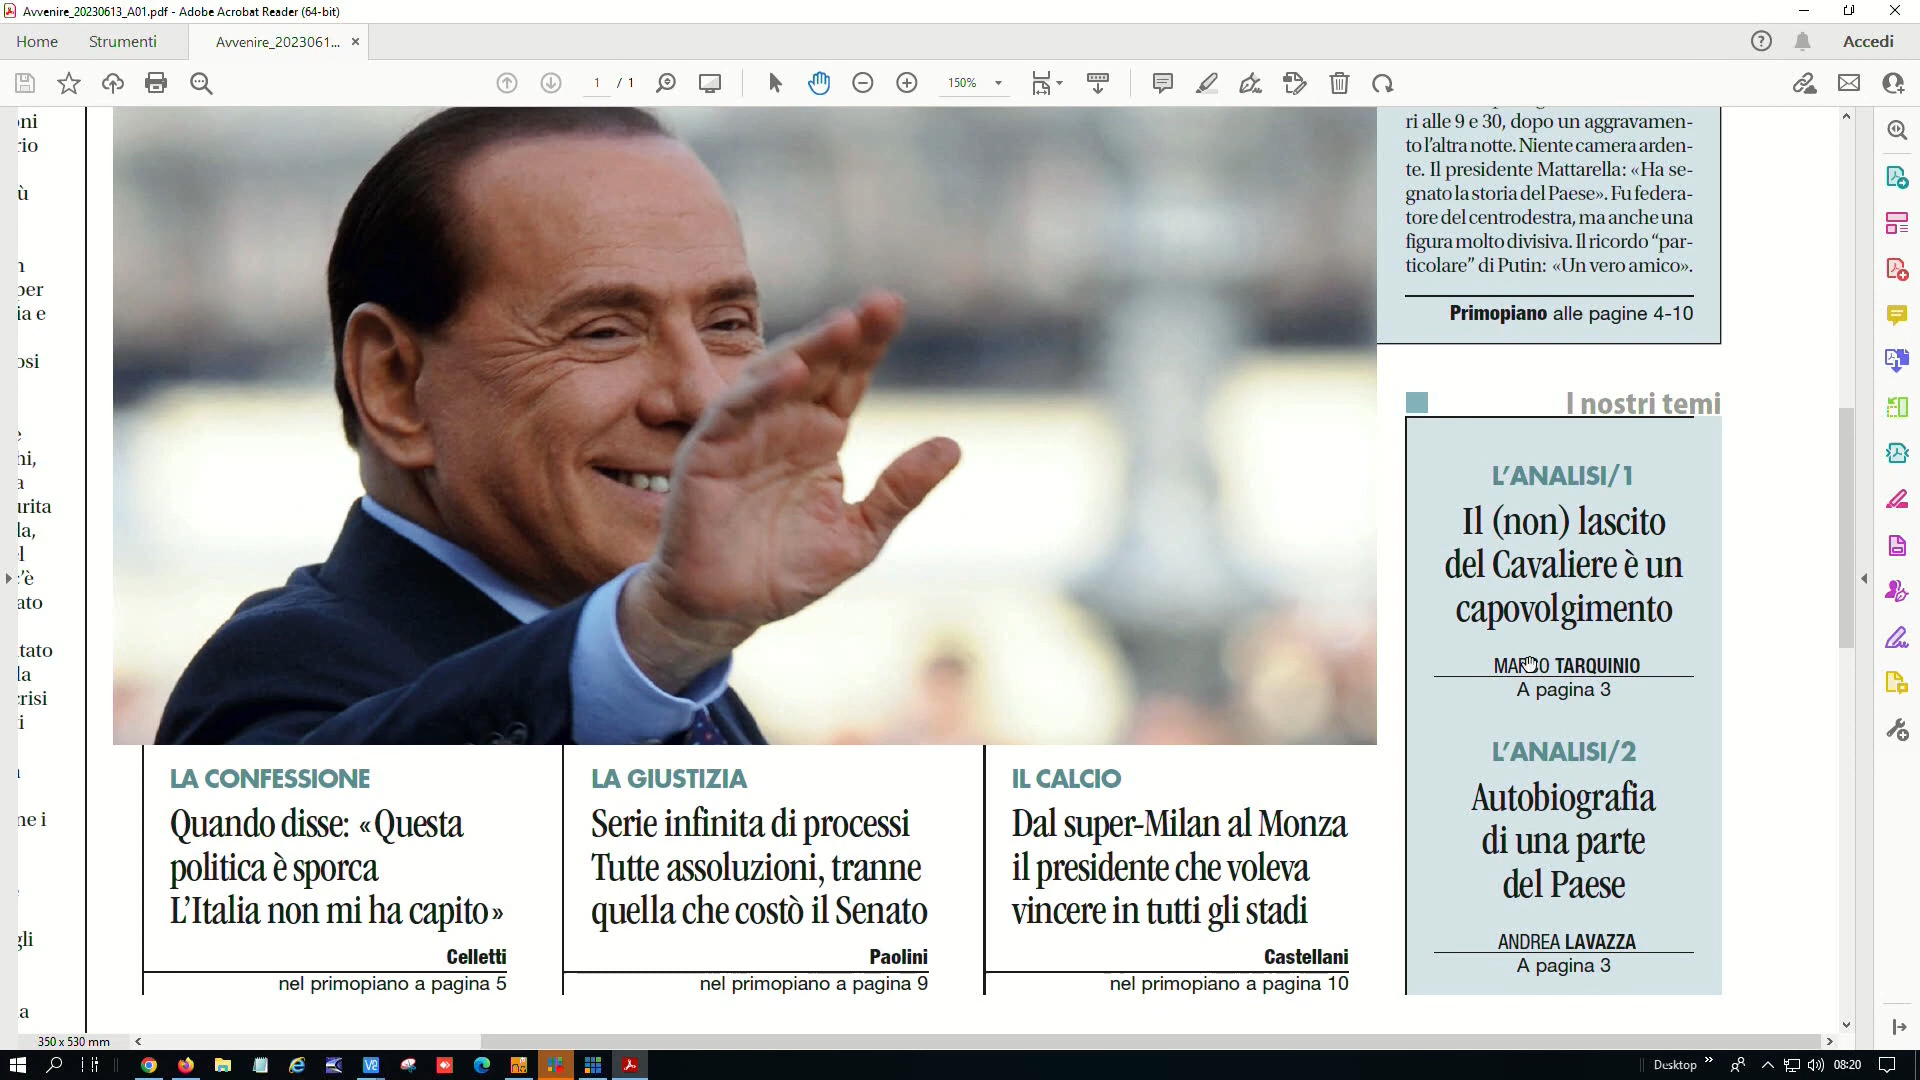 Avvenire_20230613_A01.pdf - Adobe Acrobat Reader (64-bit)
Home
Strumenti
Avvenire_2023061...
Accedi
1 / 1
150%
ri alle 9 e 30, dopo un aggravamen-
to l'altra notte. Niente camera arden-
te. Il presidente Mattarella: «Ha se-
gnato la storia del Paese». Fu federa-
tore del centrodestra, ma anche una
figura molto divisiva. Il ricordo “par-
ticolare” di Putin: «Un vero amico».
Primopiano alle pagine 4-10
I nostri temi
L'ANALISI/1
Il (non) lascito
del Cavaliere è un
capovolgimento
TARQUINIO
A pagina 3
L'ANALISI/2
Autobiografia
di una parte
del Paese
ANDREA LAVAZZA
A pagina 3
LA CONFESSIONE
Quando disse: «Questa
politica è sporca
L'Italia non mi ha capito»
Celletti
nel primopiano a pagina 5
LA GIUSTIZIA
Serie infinita di processi
Tutte assoluzioni, tranne
quella che costò il Senato
Paolini
nel primopiano a pagina 9
IL CALCIO
Dal super-Milan al Monza
il presidente che voleva
vincere in tutti gli stadi
Castellani
nel primopiano a pagina 10
350 x 530 mm
Desktop
08:20